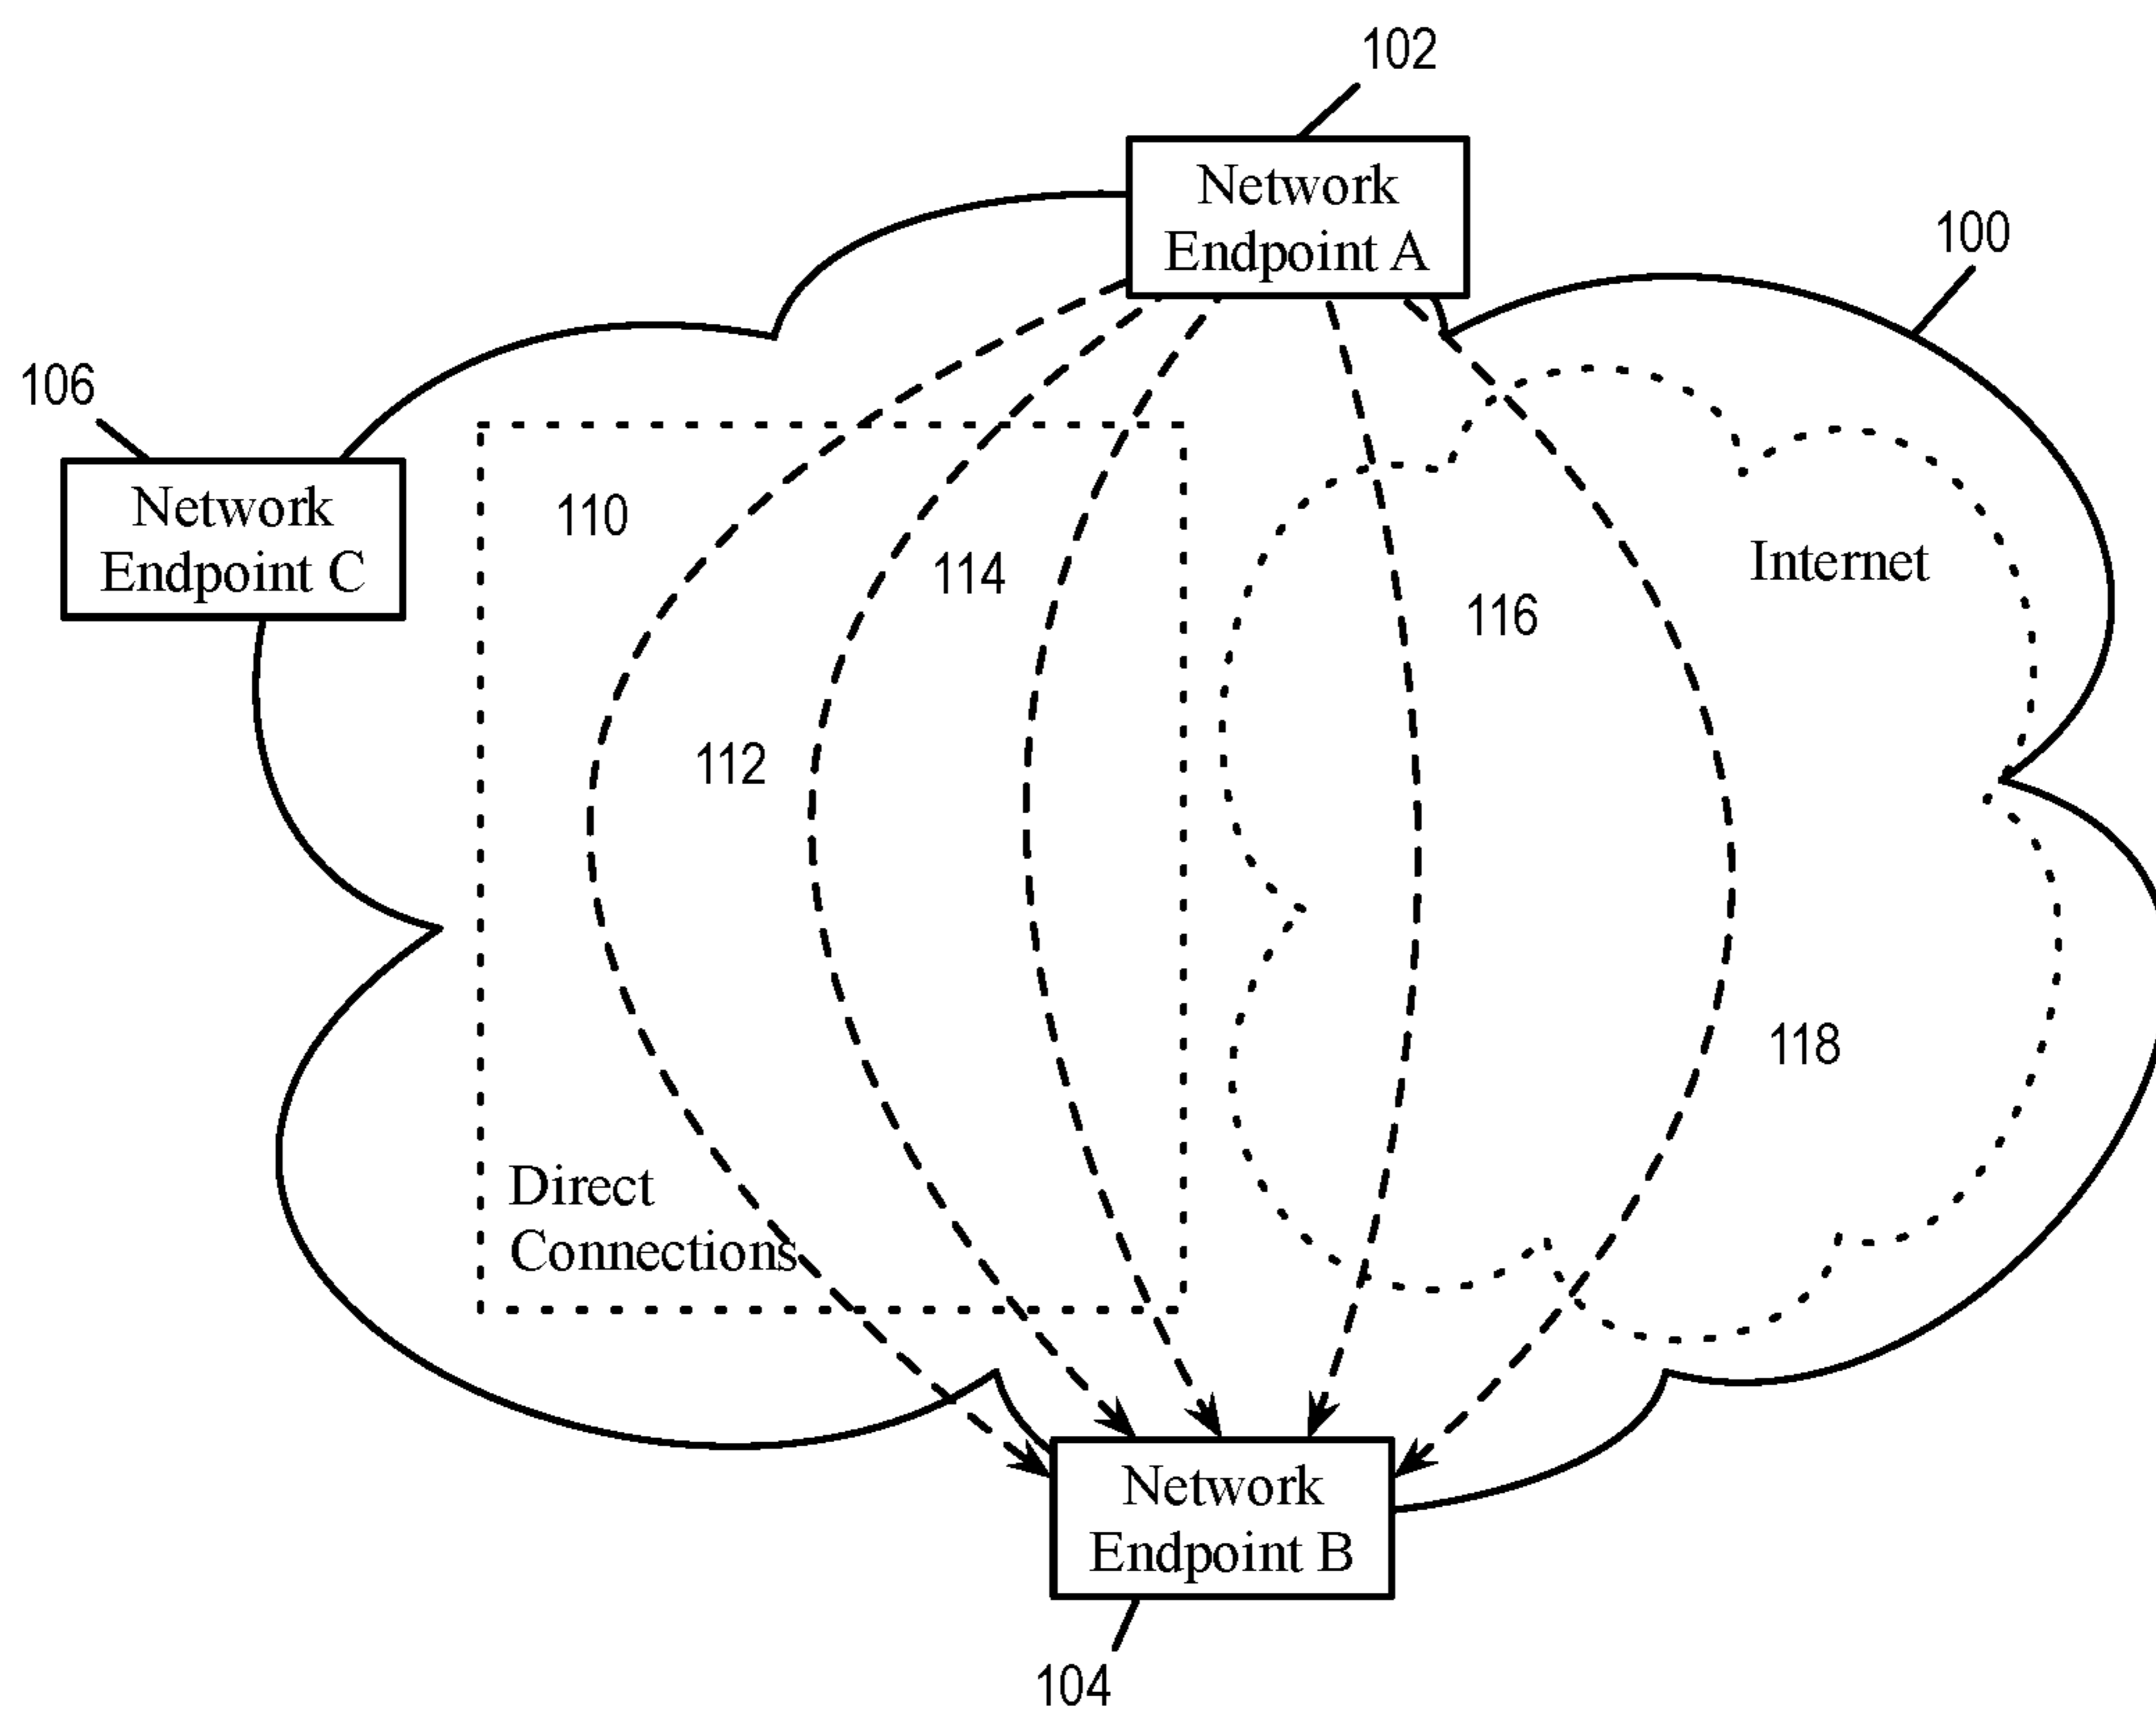 102
Network
Endpoint A
100
106
Network
Endpoint C
110
114
Internet
116
112
118
Direct
Connections
Network
Endpoint B
104